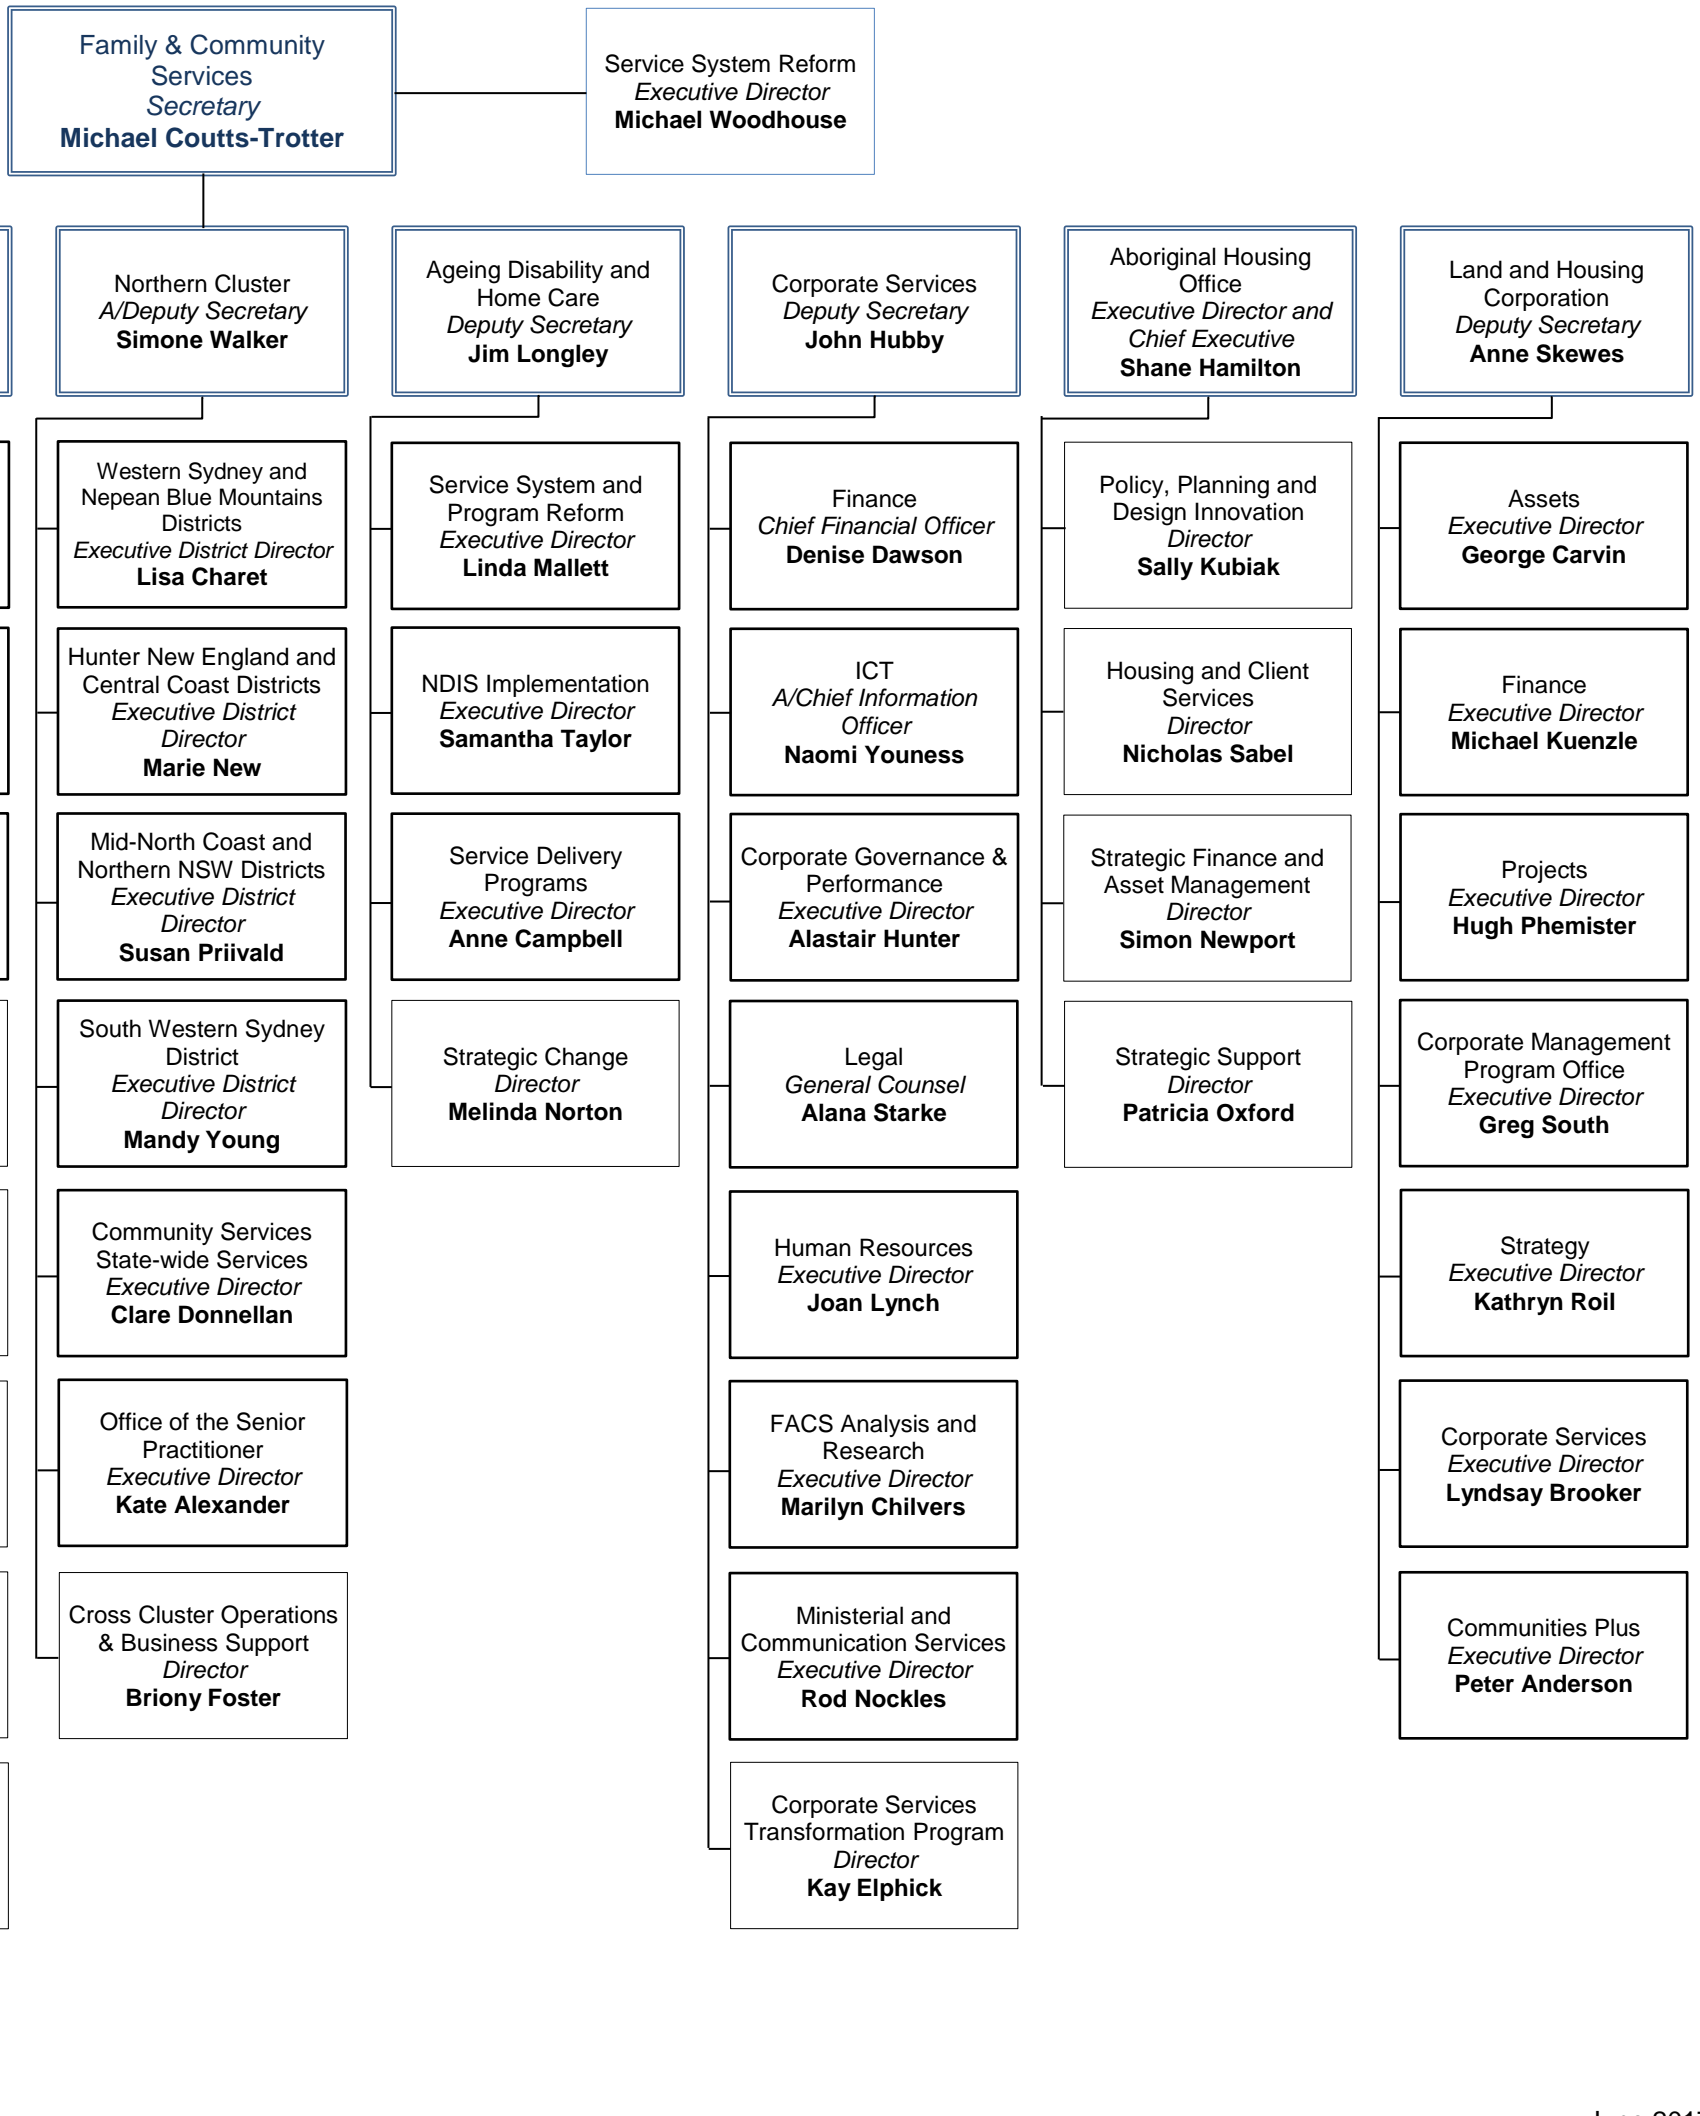 Family & Community
Services
Secretary
Michael Coutts-Trotter
Service System Reform
Executive Director
Michael Woodhouse
Northern Cluster
A/Deputy Secretary
Simone Walker
Ageing Disability and
Home Care
Deputy Secretary
Jim Longley
Corporate Services
Deputy Secretary
John Hubby
Aboriginal Housing
Office
Executive Director and
Chief Executive
Shane Hamilton
Land and Housing
Corporation
Deputy Secretary
Anne Skewes
Western Sydney and
Nepean Blue Mountains
Districts
Executive District Director
Lisa Charet
Hunter New England and
Central Coast Districts
Executive District
Director
Marie New
Mid-North Coast and
Northern NSW Districts
Executive District
Director
Susan Priivald
South Western Sydney
District
Executive District
Director
Mandy Young
Community Services
State-wide Services
Executive Director
Clare Donnellan
Office of the Senior
Practitioner
Executive Director
Kate Alexander
Cross Cluster Operations
& Business Support
Director
Briony Foster
Service System and
Program Reform
Executive Director
Linda Mallett
NDIS Implementation
Executive Director
Samantha Taylor
Service Delivery
Programs
Executive Director
Anne Campbell
Strategic Change
Director
Melinda Norton
Finance
Chief Financial Officer
Denise Dawson
ICT
A/Chief Information
Officer
Naomi Youness
Corporate Governance &
Performance
Executive Director
Alastair Hunter
Legal
General Counsel
Alana Starke
Human Resources
Executive Director
Joan Lynch
FACS Analysis and
Research
Executive Director
Marilyn Chilvers
Ministerial and
Communication Services
Executive Director
Rod Nockles
Corporate Services
Transformation Program
Director
Kay Elphick
Policy, Planning and
Design Innovation
Director
Sally Kubiak
Housing and Client
Services
Director
Nicholas Sabel
Strategic Finance and
Asset Management
Director
Simon Newport
Strategic Support
Director
Patricia Oxford
Assets
Executive Director
George Carvin
Finance
Executive Director
Michael Kuenzle
Projects
Executive Director
Hugh Phemister
Corporate Management
Program Office
Executive Director
Greg South
Strategy
Executive Director
Kathryn Roil
Corporate Services
Executive Director
Lyndsay Brooker
Communities Plus
Executive Director
Peter Anderson